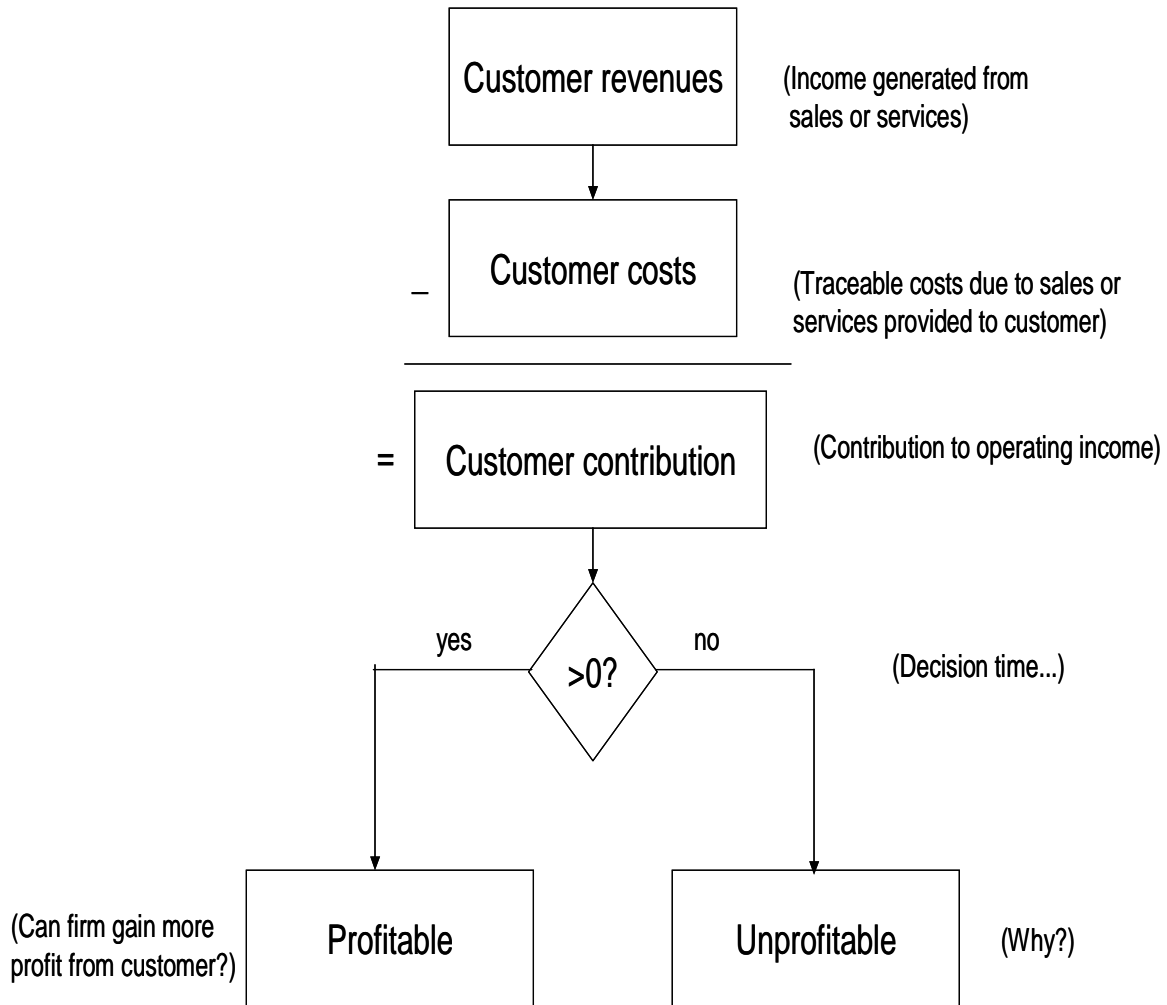 Customer revenues
(Income generated from
sales or services)
Customer costs
–
(Traceable costs due to sales or
services provided to customer)
=
Customer contribution
(Contribution to operating income)
yes
no
>0?
(Decision time...)
(Can firm gain more
profit from customer?)
Profitable
Unprofitable
(Why?)